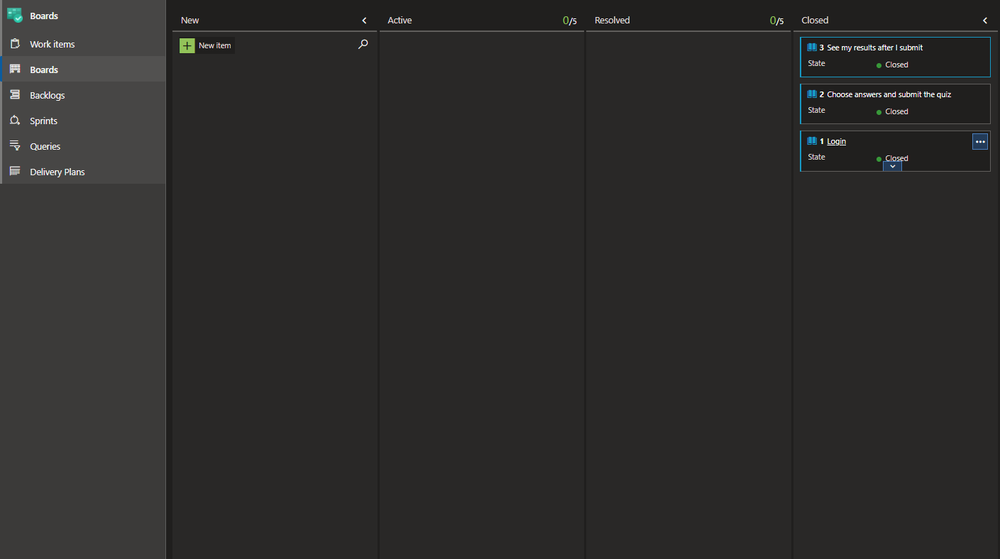 Boards
Work items
Boards
Backlogs
Sprints
Queries
Delivery Plans
New
New item
Active 0/5
Resolved 0/5
Closed
3 See my results after I submit
State Closed
2 Choose answers and submit the quiz
State Closed
1 Login
State Closed